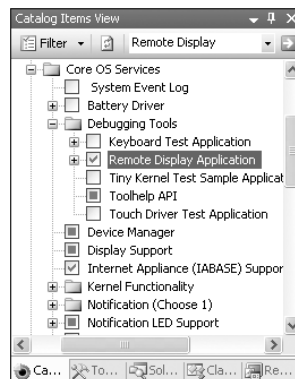 Catalog Items View
Filter
Remote Display
Core OS Services
System Event Log
Battery Driver
Debugging Tools
Keyboard Test Application
Remote Display Application
Tiny Kernel Test Sample Applicat
Toolhelp API
Touch Driver Test Application
Device Manager
Display Support
Internet Appliance (IABASE) Suppor
Kernel Functionality
Notification (Choose 1)
Notification LED Support
Ca... To... Sol... Cla... Re...